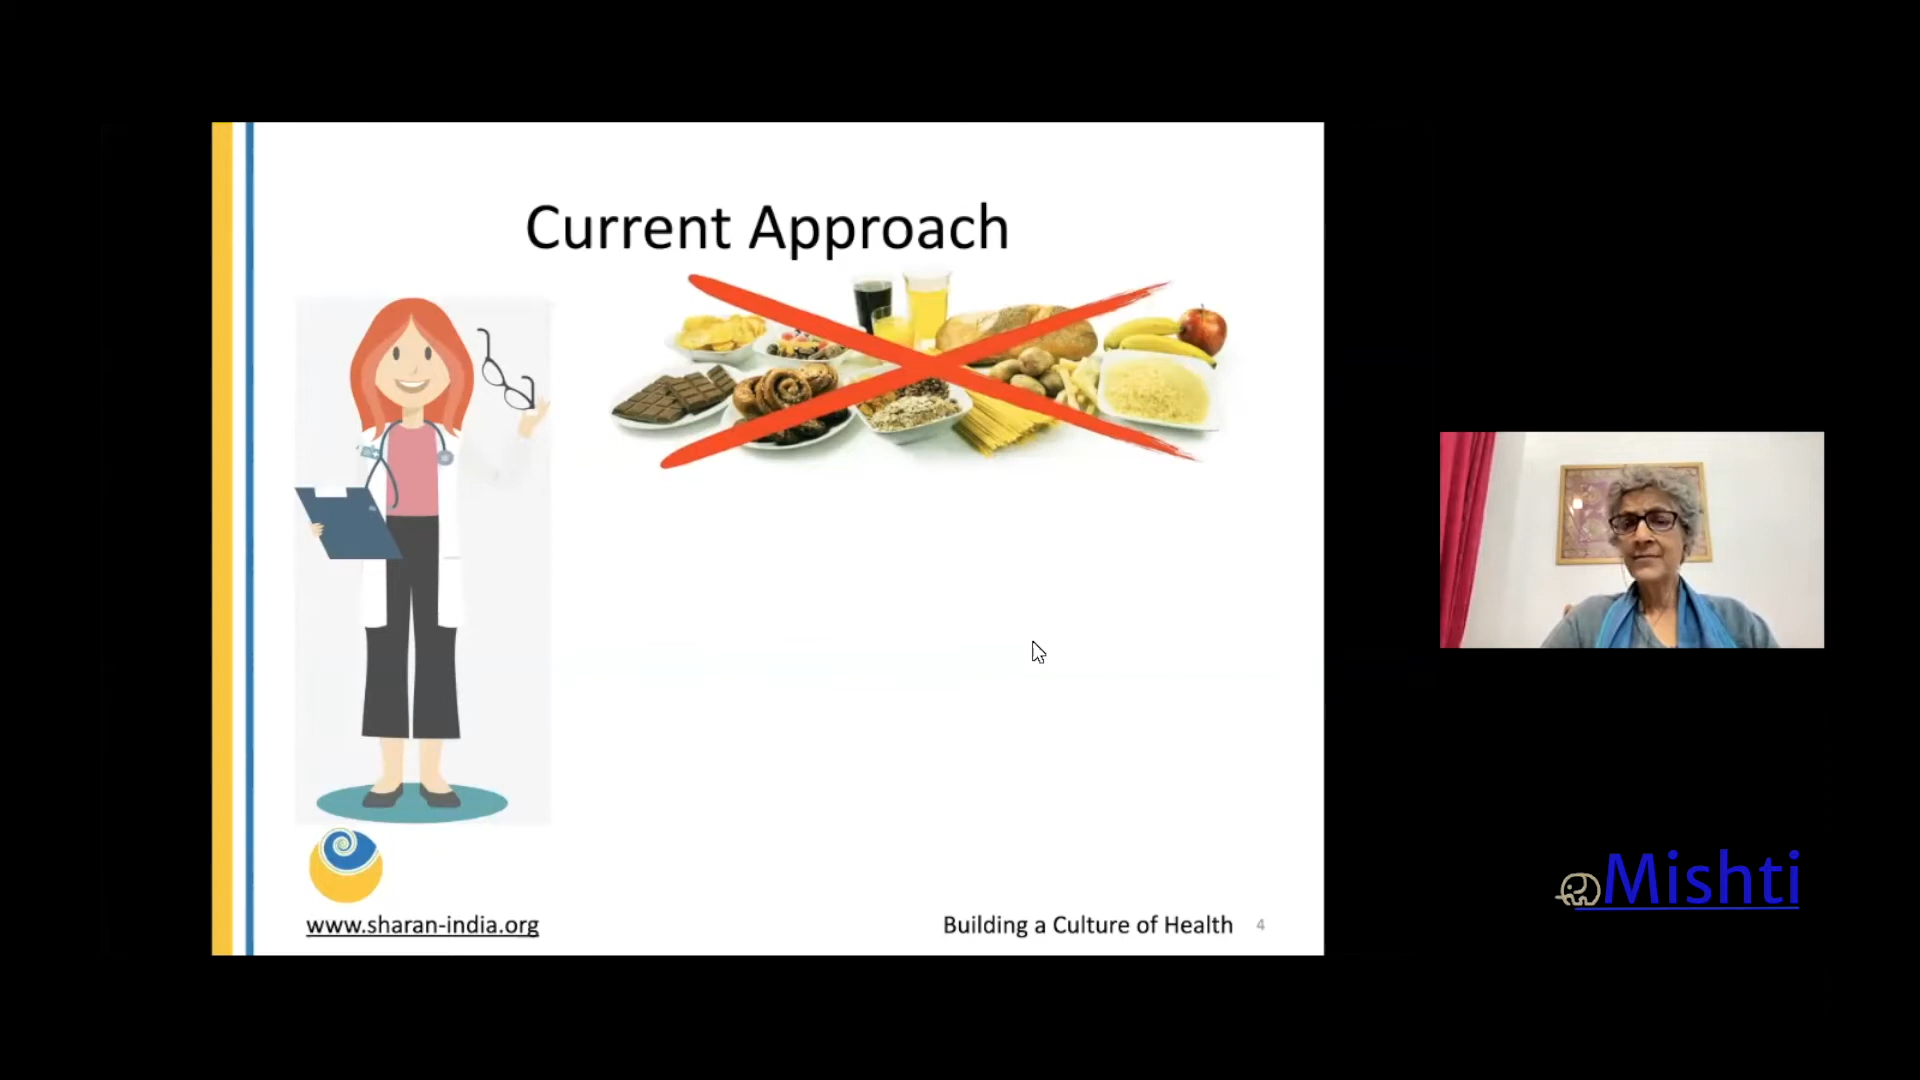 Current Approach
www.sharan-india.org
Building a Culture of Health 4
Mishti